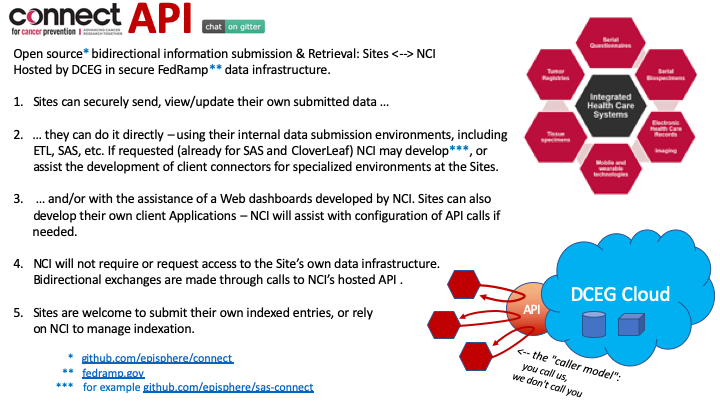 connect API
for cancer prevention | ADVANCING CANCER RESEARCH TOGETHER
chat on gitter
Open source* bidirectional information submission & Retrieval: Sites <--> NCI
Hosted by DCEG in secure FedRamp** data infrastructure.
1. Sites can securely send, view/update their own submitted data ...
2. ... they can do it directly – using their internal data submission environments, including
ETL, SAS, etc. If requested (already for SAS and CloverLeaf) NCI may develop***, or
assist the development of client connectors for specialized environments at the Sites.
3. ... and/or with the assistance of a Web dashboards developed by NCI. Sites can also
develop their own client Applications – NCI will assist with configuration of API calls if
needed.
4. NCI will not require or request access to the Site's own data infrastructure.
Bidirectional exchanges are made through calls to NCI's hosted API .
5. Sites are welcome to submit their own indexed entries, or rely
on NCI to manage indexation.
* github.com/episphere/connect
** fedramp.gov
*** for example github.com/episphere/sas-connect
Serial
Questionnaires
Tumor
Registries
Serial
Biospecimens
Integrated
Health Care
Systems
Tissue
specimens
Electronic
Health Care
Records
Imaging
Mobile and
wearable
technologies
API
DCEG Cloud
<-- the "caller model":
you call us,
we don't call you